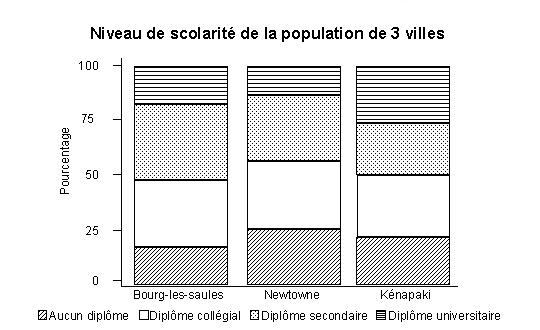 Niveau de scolarité de la population de 3 villes
100
75
50
25
0
Pourcentage
Bourg-les-saules Newtowne Kénapaki
Aucun diplôme Diplôme collégial Diplôme secondaire Diplôme universitaire